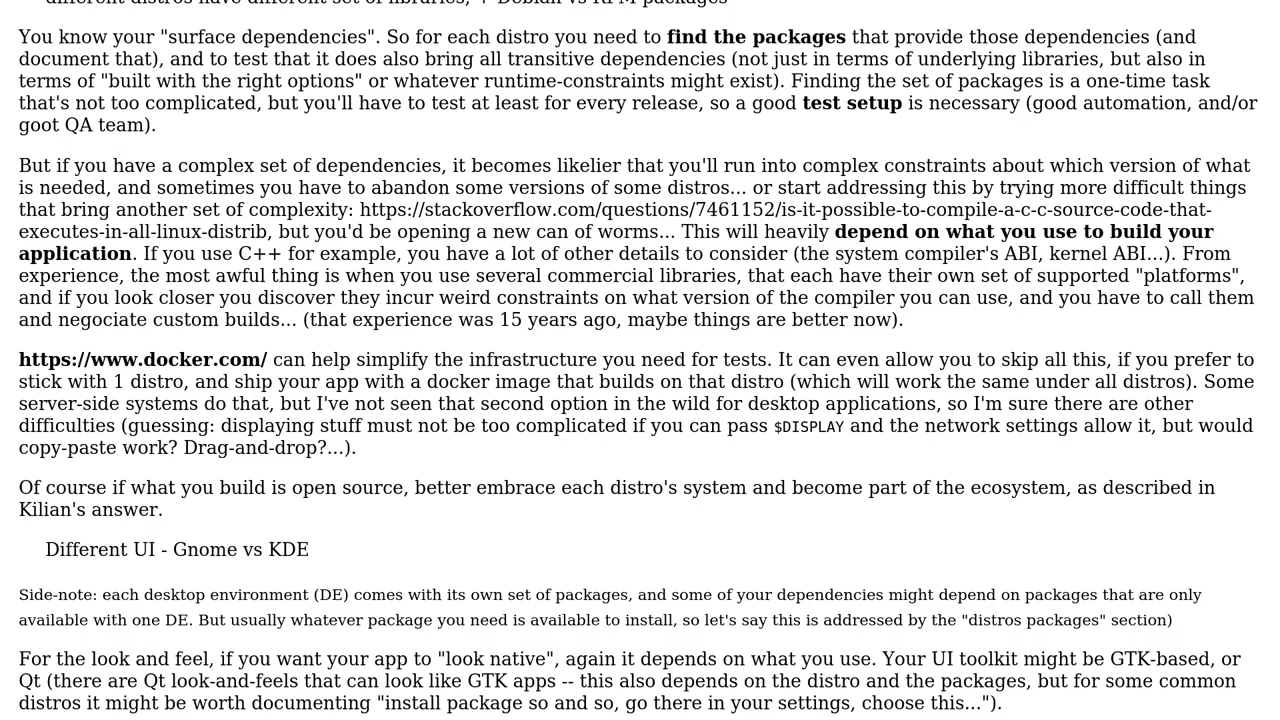 different distros have different set of libraries, + Debian vs RPM packages
You know your "surface dependencies". So for each distro you need to find the packages that provide those dependencies (and
document that), and to test that it does also bring all transitive dependencies (not just in terms of underlying libraries, but also in
terms of "built with the right options" or whatever runtime-constraints might exist). Finding the set of packages is a one-time task
that's not too complicated, but you'll have to test at least for every release, so a good test setup is necessary (good automation, and/or
goot QA team).
But if you have a complex set of dependencies, it becomes likelier that you'll run into complex constraints about which version of what
is needed, and sometimes you have to abandon some versions of some distros... or start addressing this by trying more difficult things
that bring another set of complexity: https://stackoverflow.com/questions/7461152/is-it-possible-to-compile-a-c-c-source-code-that-
executes-in-all-linux-distrib, but you'd be opening a new can of worms... This will heavily depend on what you use to build your
application. If you use C++ for example, you have a lot of other details to consider (the system compiler's ABI, kernel ABI...). From
experience, the most awful thing is when you use several commercial libraries, that each have their own set of supported "platforms",
and if you look closer you discover they incur weird constraints on what version of the compiler you can use, and you have to call them
and negociate custom builds... (that experience was 15 years ago, maybe things are better now).
https://www.docker.com/ can help simplify the infrastructure you need for tests. It can even allow you to skip all this, if you prefer to
stick with 1 distro, and ship your app with a docker image that builds on that distro (which will work the same under all distros). Some
server-side systems do that, but I've not seen that second option in the wild for desktop applications, so I'm sure there are other
difficulties (guessing: displaying stuff must not be too complicated if you can pass $DISPLAY and the network settings allow it, but would
copy-paste work? Drag-and-drop?...).
Of course if what you build is open source, better embrace each distro's system and become part of the ecosystem, as described in
Kilian's answer.
Different UI - Gnome vs KDE
Side-note: each desktop environment (DE) comes with its own set of packages, and some of your dependencies might depend on packages that are only
available with one DE. But usually whatever package you need is available to install, so let's say this is addressed by the "distros packages" section)
For the look and feel, if you want your app to "look native", again it depends on what you use. Your UI toolkit might be GTK-based, or
Qt (there are Qt look-and-feels that can look like GTK apps -- this also depends on the distro and the packages, but for some common
distros it might be worth documenting "install package so and so, go there in your settings, choose this...").